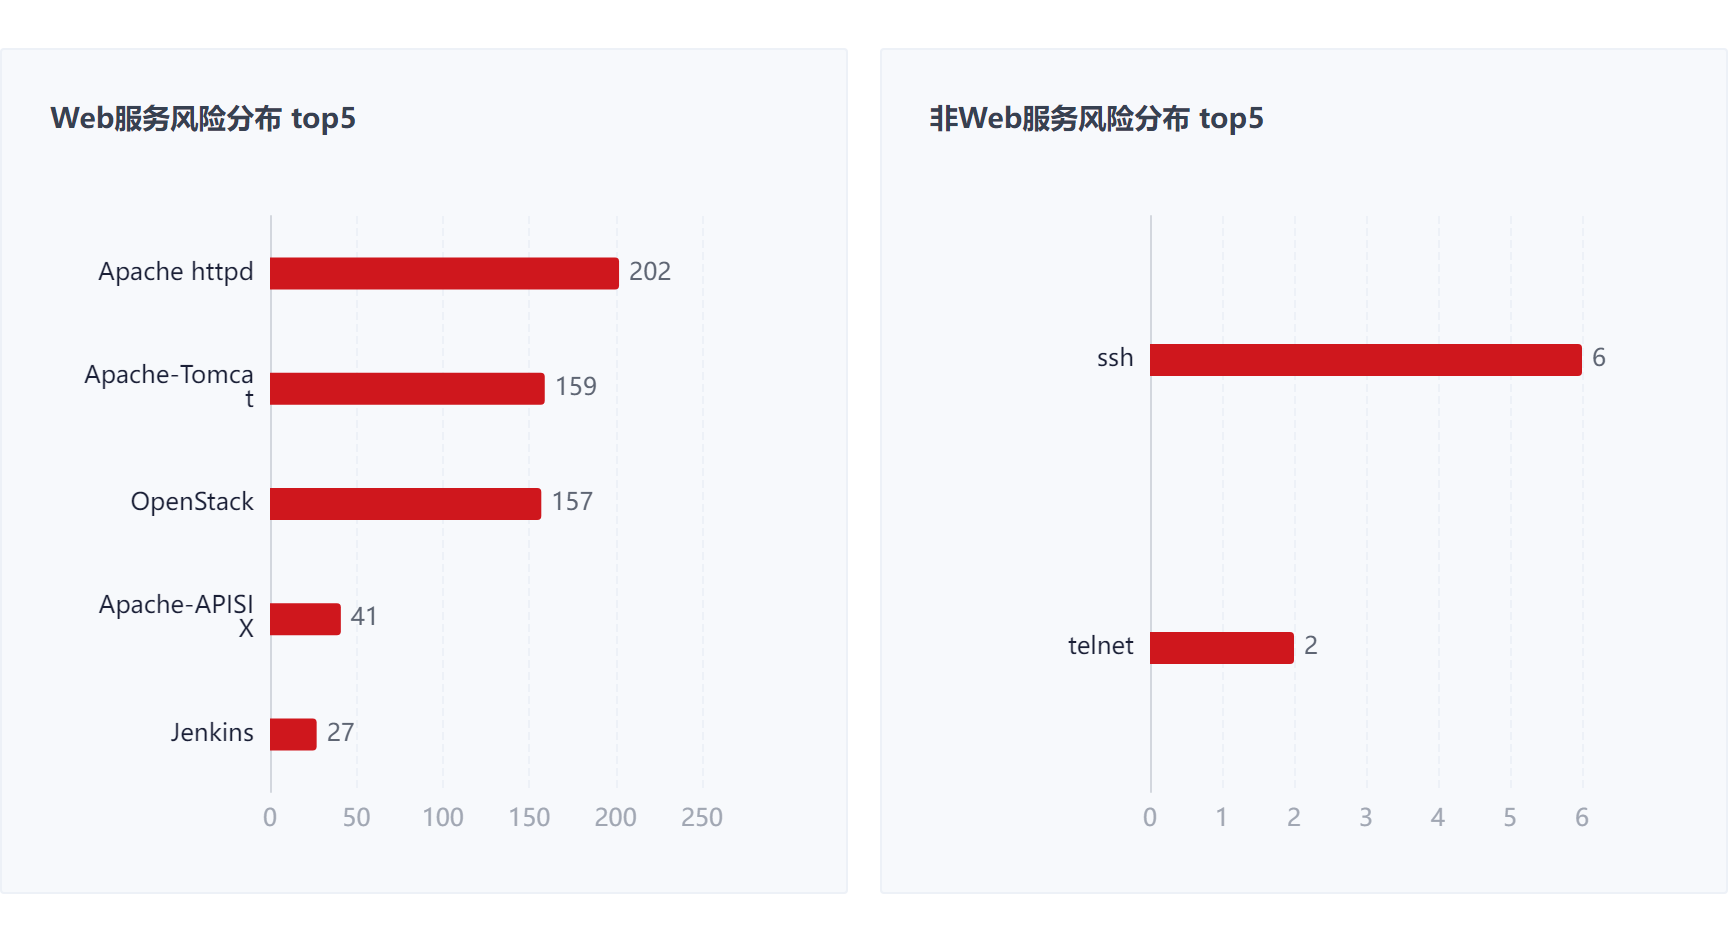 Web服务风险分布 top5
Apache httpd
202
Apache-Tomca
t
159
OpenStack
157
Apache-APISI
X
41
Jenkins
27
0 50 100 150 200 250
非Web服务风险分布 top5
ssh
6
telnet
2
0 1 2 3 4 5 6